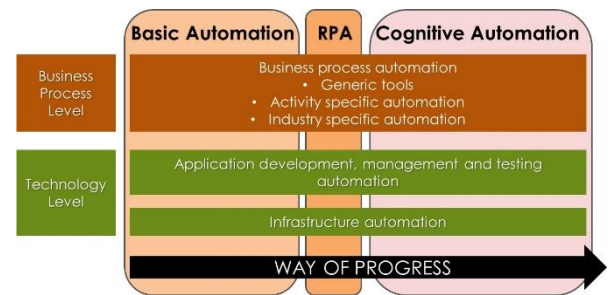 Basic Automation
RPA
Cognitive Automation
Business
Process
Level
Business process automation
• Generic tools
• Activity specific automation
• Industry specific automation
Technology
Level
Application development, management and testing
automation
Infrastructure automation
WAY OF PROGRESS